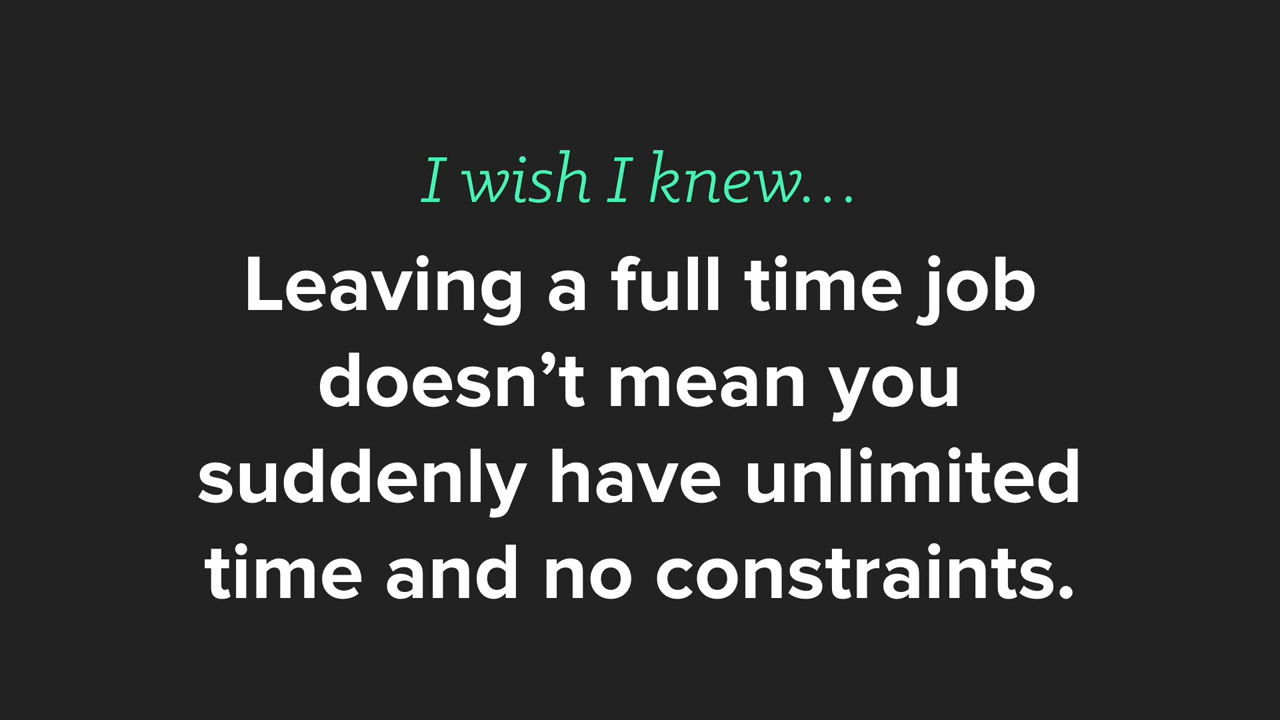 I wish I knew…
Leaving a full time job
doesn’t mean you
suddenly have unlimited
time and no constraints.